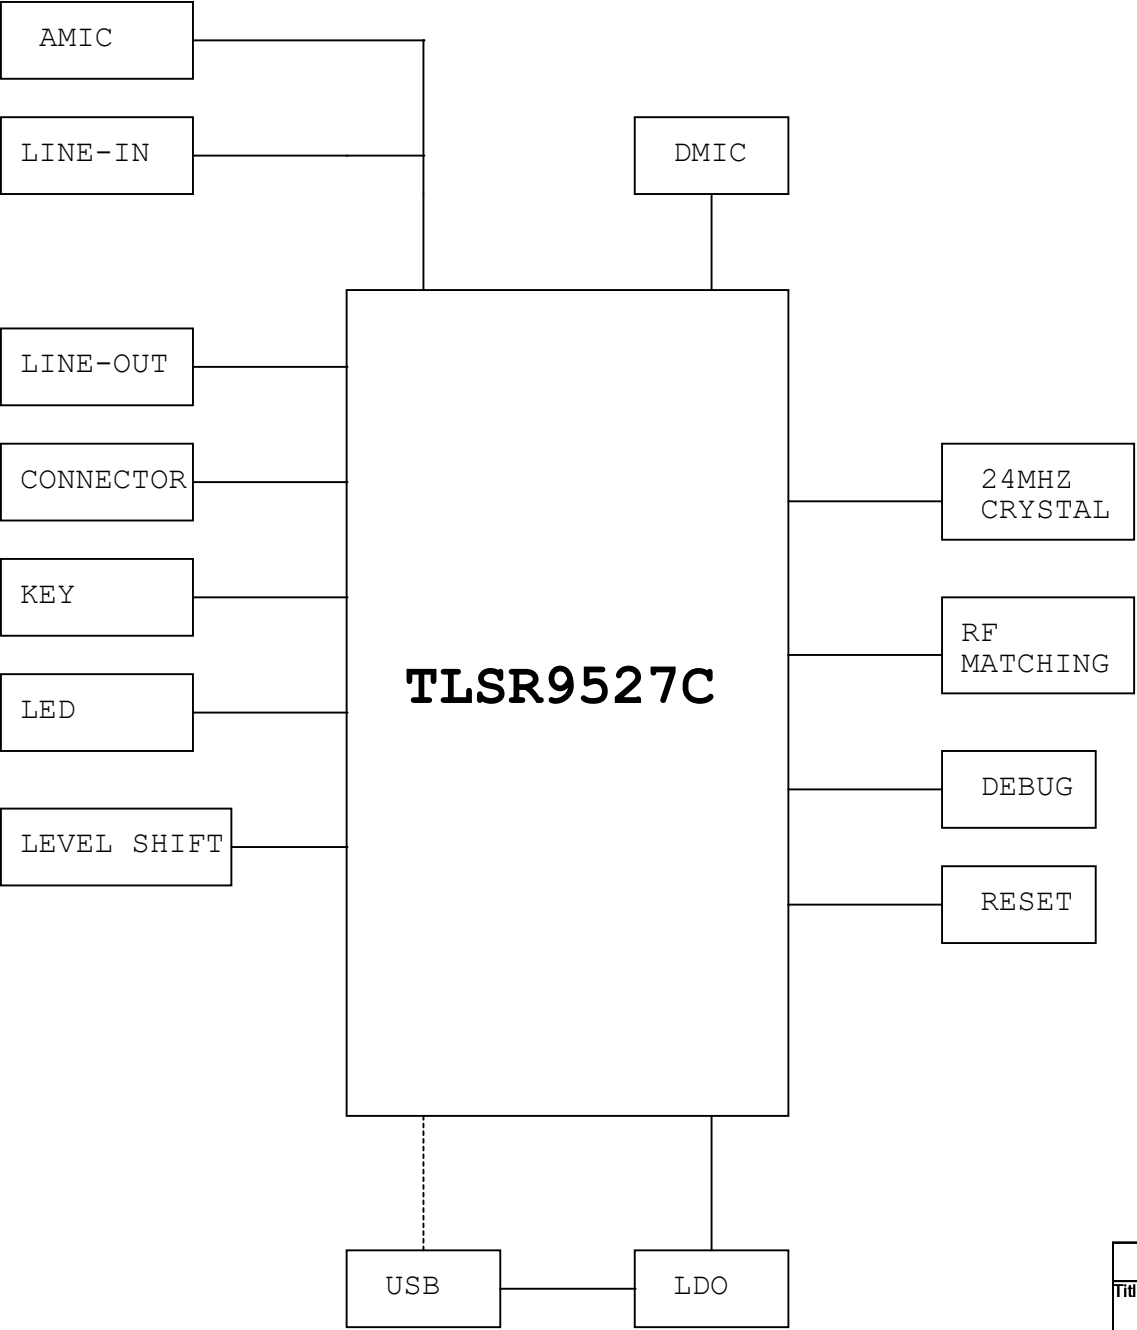 AMIC
LINE-IN
DMIC
LINE-OUT
CONNECTOR
24MHZ
CRYSTAL
KEY
RF
MATCHING
TLSR9527C
LED
DEBUG
LEVEL SHIFT
RESET
USB
LDO
Titl